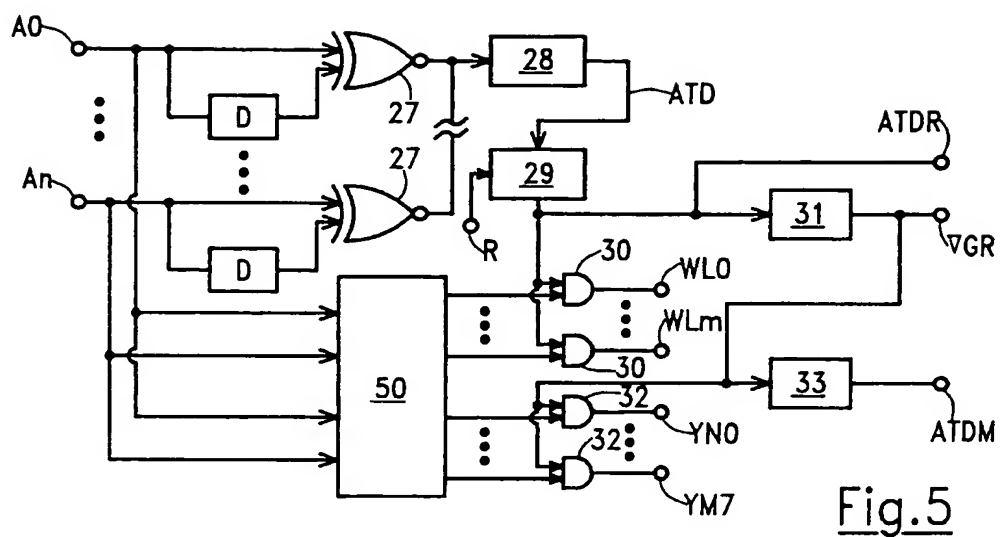 A0
27
28
ATD
ATDR
D
An
27
29
31
R
∇GR
D
30
WL0
WLm
50
30
33
32
YN0
ATDM
32
YM7
Fig.5